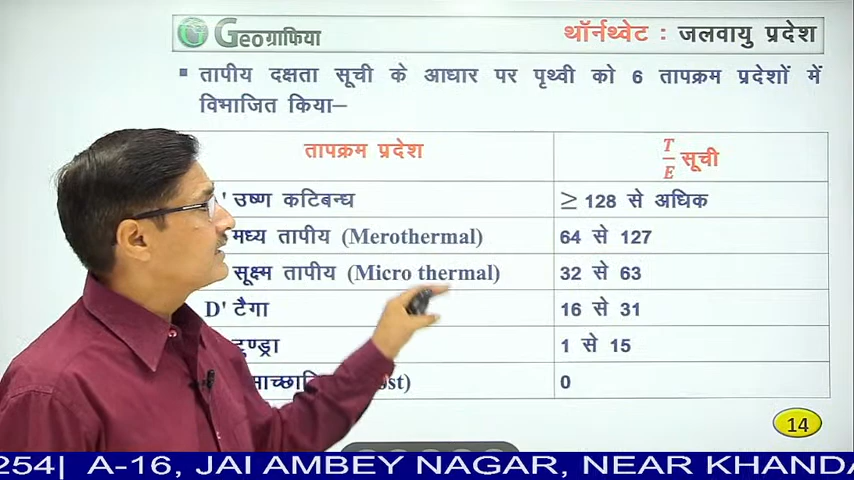 Geoग्राफिया
थॉर्नथ्वेट : जलवायु प्रदेश
▪ तापीय दक्षता सूची के आधार पर पृथ्वी को 6 तापक्रम प्रदेशों में
विभाजित किया–
तापक्रम प्रदेश
T/E सूची
' उष्ण कटिबन्ध
≥ 128 से अधिक
मध्य तापीय (Merothermal)
64 से 127
सूक्ष्म तापीय (Micro thermal)
32 से 63
D' टैगा
16 से 31
टुण्ड्रा
1 से 15
0
14
254| A-16, JAI AMBEY NAGAR, NEAR KHANDA